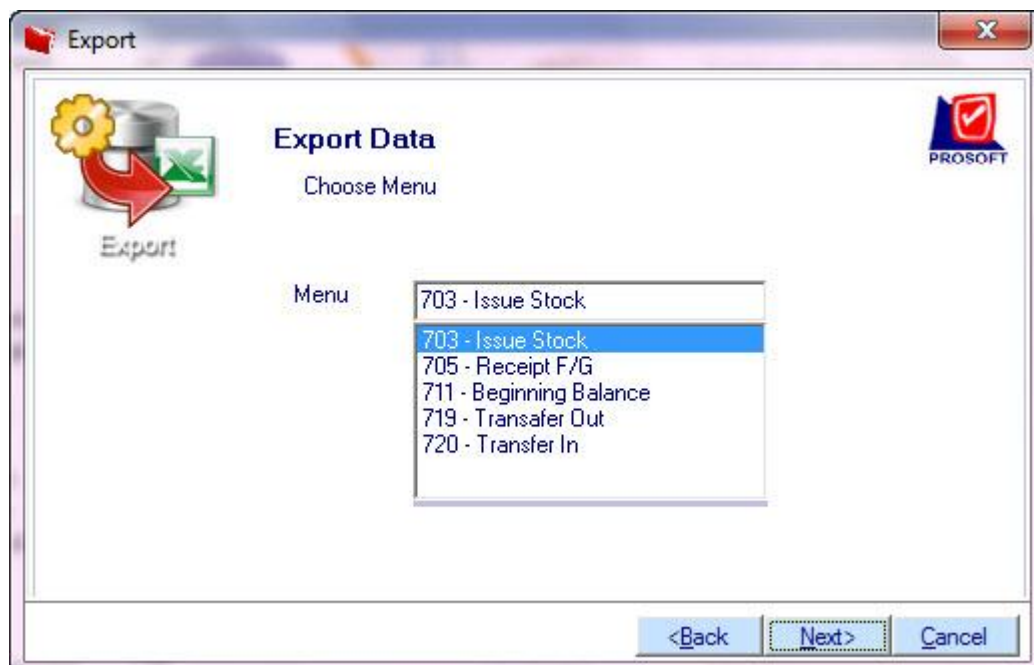 Export
Export Data
Choose Menu
PROSOFT
Export
Menu
703 - Issue Stock
703 - Issue Stock
705 - Receipt F/G
711 - Beginning Balance
719 - Transafer Out
720 - Transfer In
<Back
Next>
Cancel